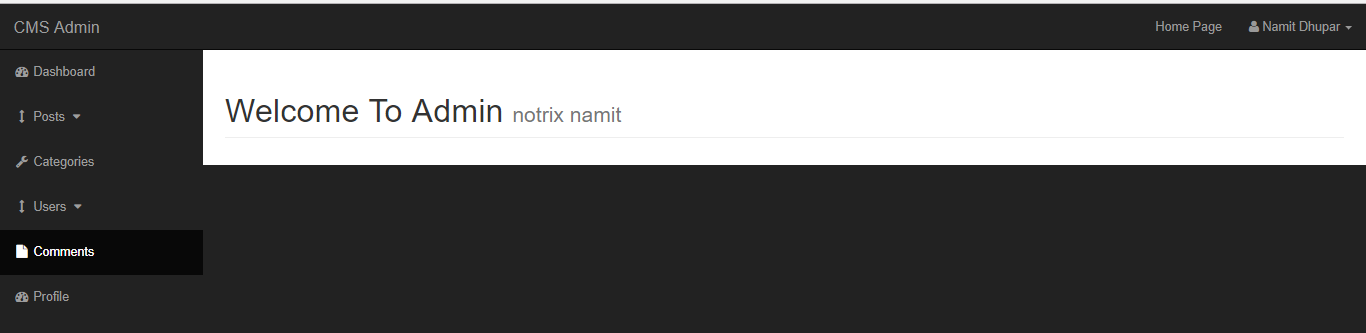 CMS Admin
Home Page
Namit Dhupar
Dashboard
Posts
Categories
Users
Comments
Profile
Welcome To Admin notrix namit